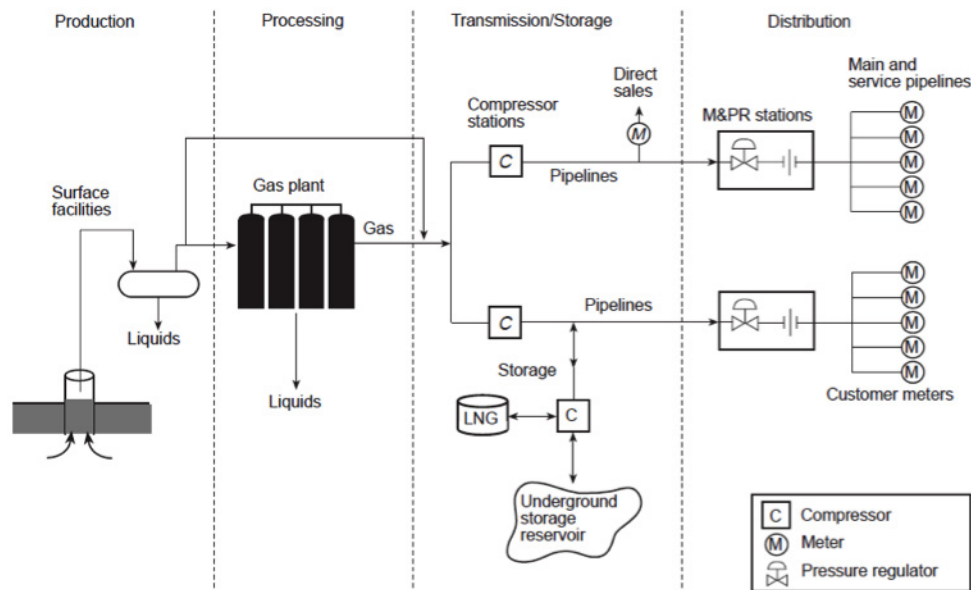 Production
Processing
Transmission/Storage
Distribution
Direct
sales
Main and
service pipelines
Compressor
stations
M&PR stations
M
M
C
M
M
Pipelines
M
M
Surface
facilities
Gas plant
Gas
Liquids
Liquids
C
Pipelines
Storage
LNG
C
Underground
storage
reservoir
M
M
M
M
M
Customer meters
C
Compressor
M
Meter
Pressure regulator